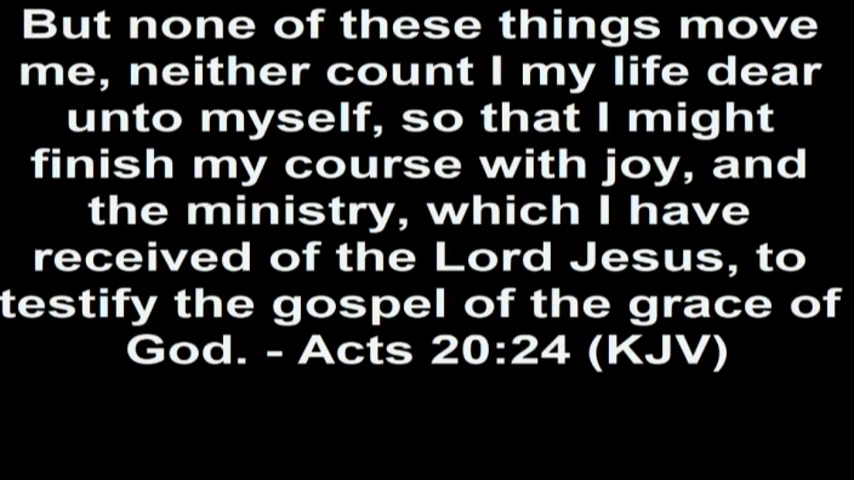 But none of these things move
me, neither count I my life dear
unto myself, so that I might
finish my course with joy, and
the ministry, which I have
received of the Lord Jesus, to
testify the gospel of the grace of
God. - Acts 20:24 (KJV)